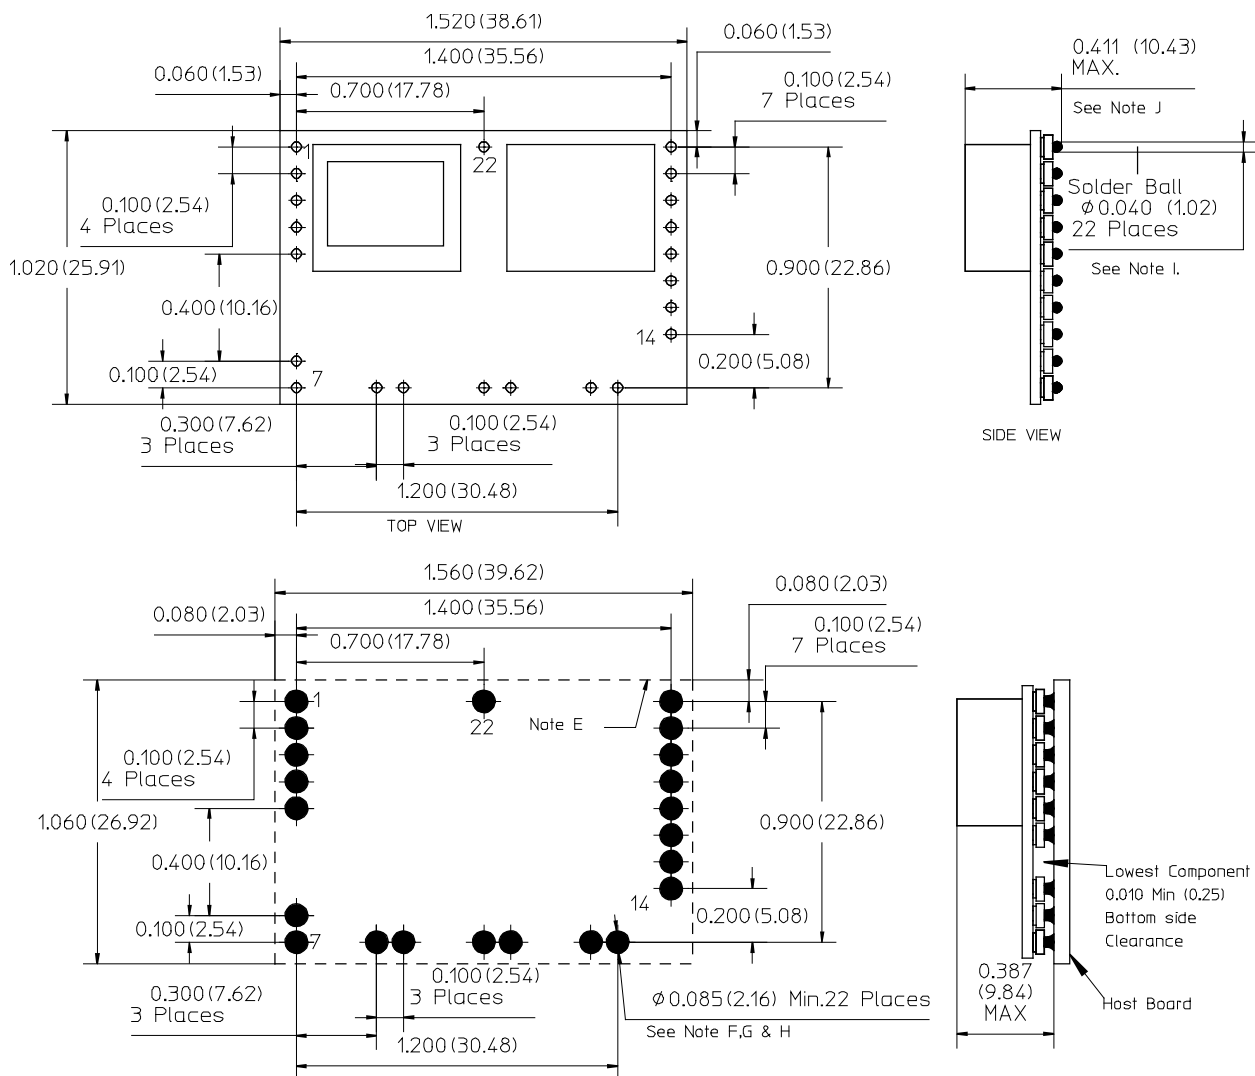 1.520 (38.61)
0.060 (1.53)
1.400 (35.56)
0.411 (10.43)
MAX.
0.060 (1.53)
0.700 (17.78)
0.100 (2.54)
7 Places
See Note J
1
22
0.100 (2.54)
4 Places
Solder Ball
Ø 0.040 (1.02)
22 Places
1.020 (25.91)
0.900 (22.86)
See Note I.
0.400 (10.16)
14
0.200 (5.08)
0.100 (2.54)
7
0.300 (7.62)
3 Places
0.100 (2.54)
3 Places
SIDE VIEW
1.200 (30.48)
TOP VIEW
1.560 (39.62)
0.080 (2.03)
0.080 (2.03)
1.400 (35.56)
0.100 (2.54)
7 Places
0.700 (17.78)
1
22
Note E
0.100 (2.54)
4 Places
1.060 (26.92)
0.900 (22.86)
0.400 (10.16)
Lowest Component
0.010 Min (0.25)
Bottom side
Clearance
14
0.200 (5.08)
0.100 (2.54)
7
0.300 (7.62)
3 Places
0.100 (2.54)
3 Places
0.387
(9.84)
MAX
Ø 0.085 (2.16) Min. 22 Places
Host Board
See Note F,G & H
1.200 (30.48)